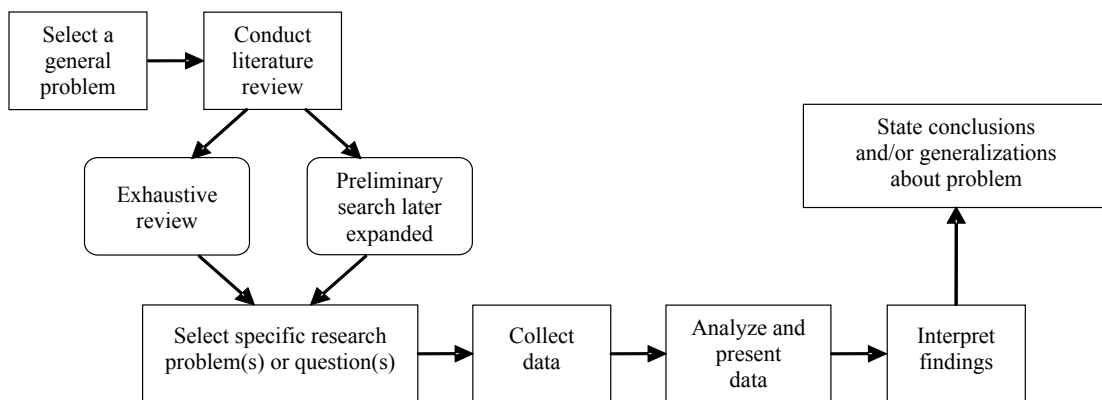 Select a
general
problem
Conduct
literature
review
Exhaustive
review
Preliminary
search later
expanded
State conclusions
and/or generalizations
about problem
Select specific research
problem(s) or question(s)
Collect
data
Analyze and
present
data
Interpret
findings